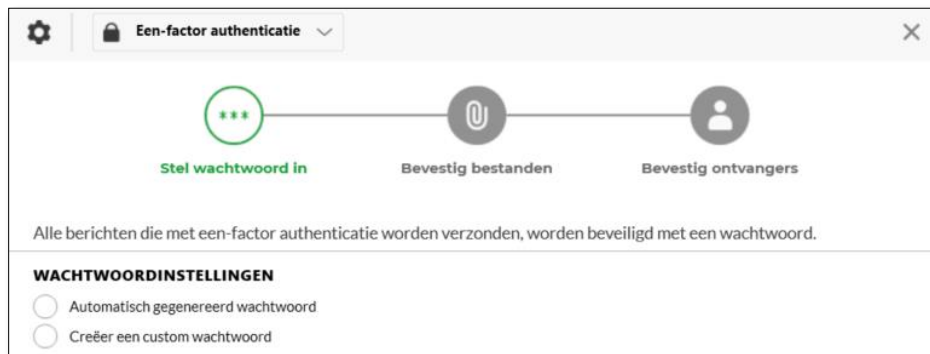 Een-factor authenticatie
***
Stel wachtwoord in
Bevestig bestanden
Bevestig ontvangers
Alle berichten die met een-factor authenticatie worden verzonden, worden beveiligd met een wachtwoord.
WACHTWOORDINSTELLINGEN
Automatisch gegenereerd wachtwoord
Creëer een custom wachtwoord